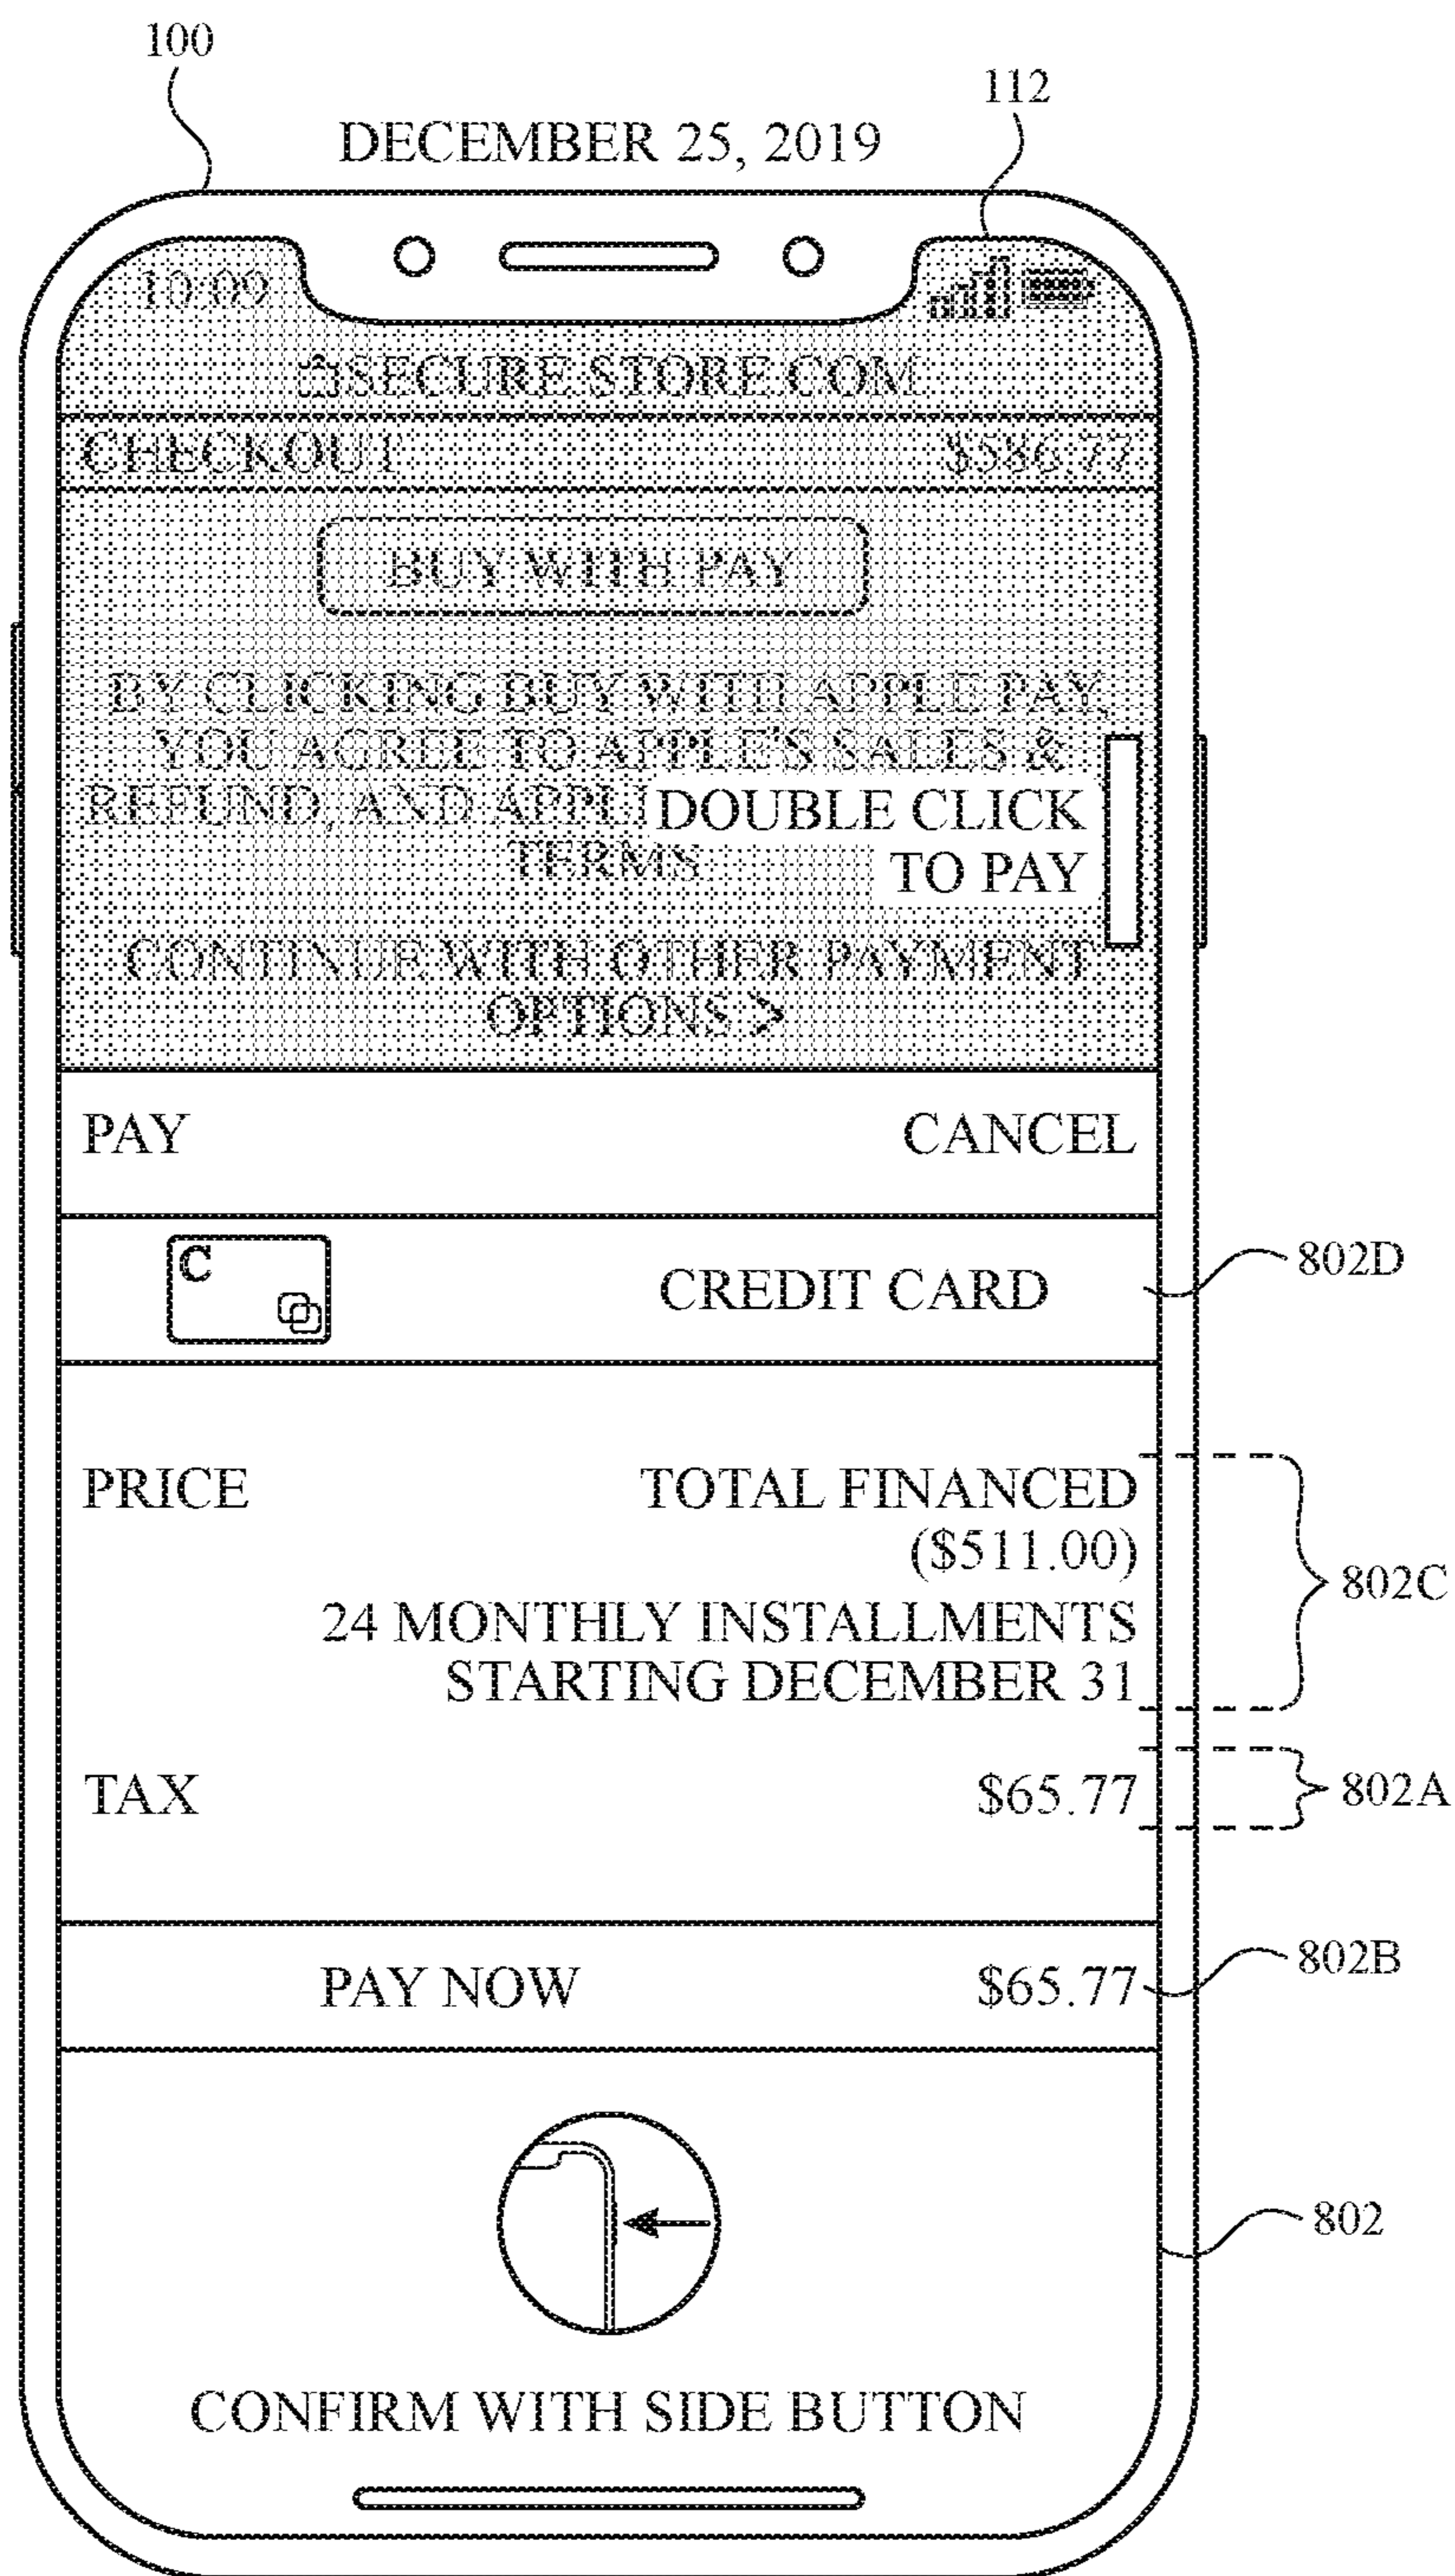 100
112
DECEMBER 25, 2019
10:09
SECURE STORE.COM
CHECKOUT $586.77
BUY WITH PAY
BY CLICKING BUY WITH APPLE PAY,
YOU AGREE TO APPLE'S SALES &
REFUND, AND APPL
DOUBLE CLICK
TO PAY
TERMS.
CONTINUE WITH OTHER PAYMENT
OPTIONS >
PAY CANCEL
C CREDIT CARD 802D
PRICE TOTAL FINANCED
($511.00)
802C
24 MONTHLY INSTALLMENTS
STARTING DECEMBER 31
TAX $65.77 802A
PAY NOW $65.77 802B
802
CONFIRM WITH SIDE BUTTON